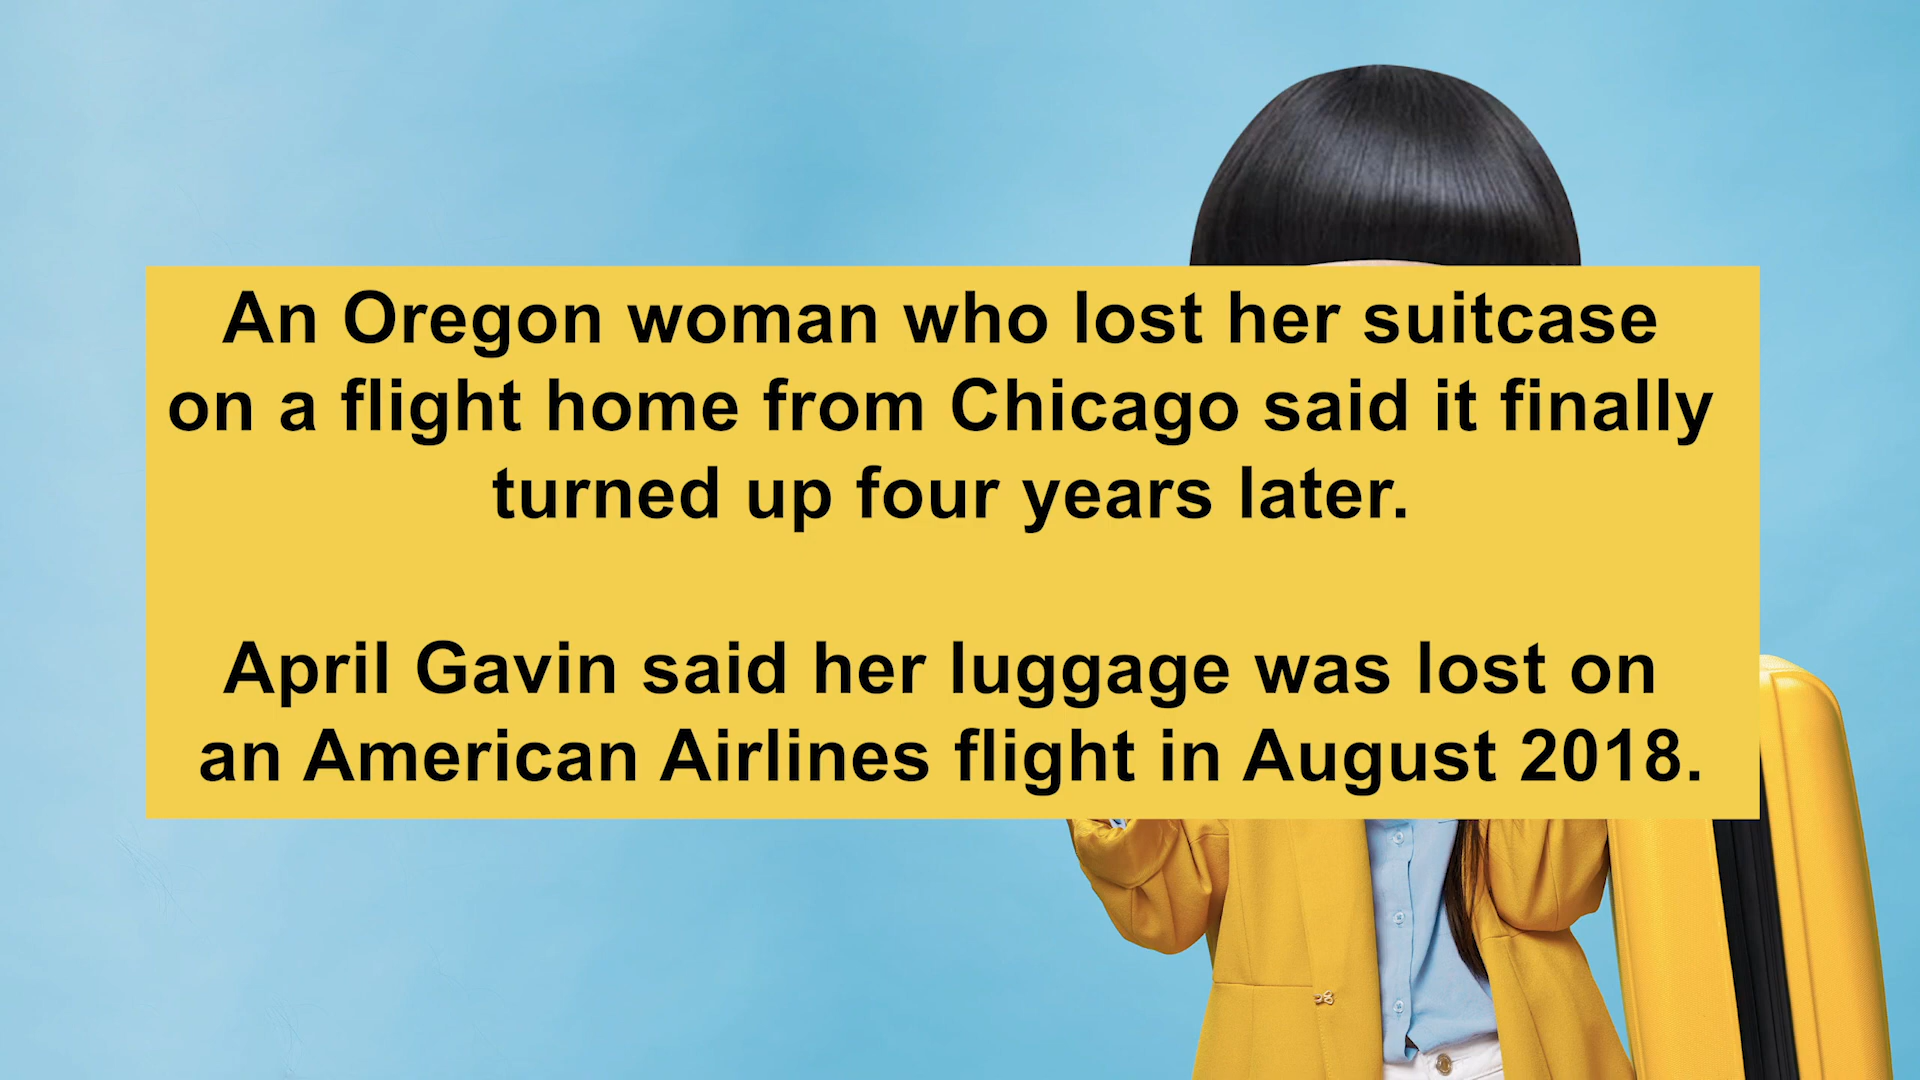 An Oregon woman who lost her suitcase
on a flight home from Chicago said it finally
turned up four years later.
April Gavin said her luggage was lost on
an American Airlines flight in August 2018.